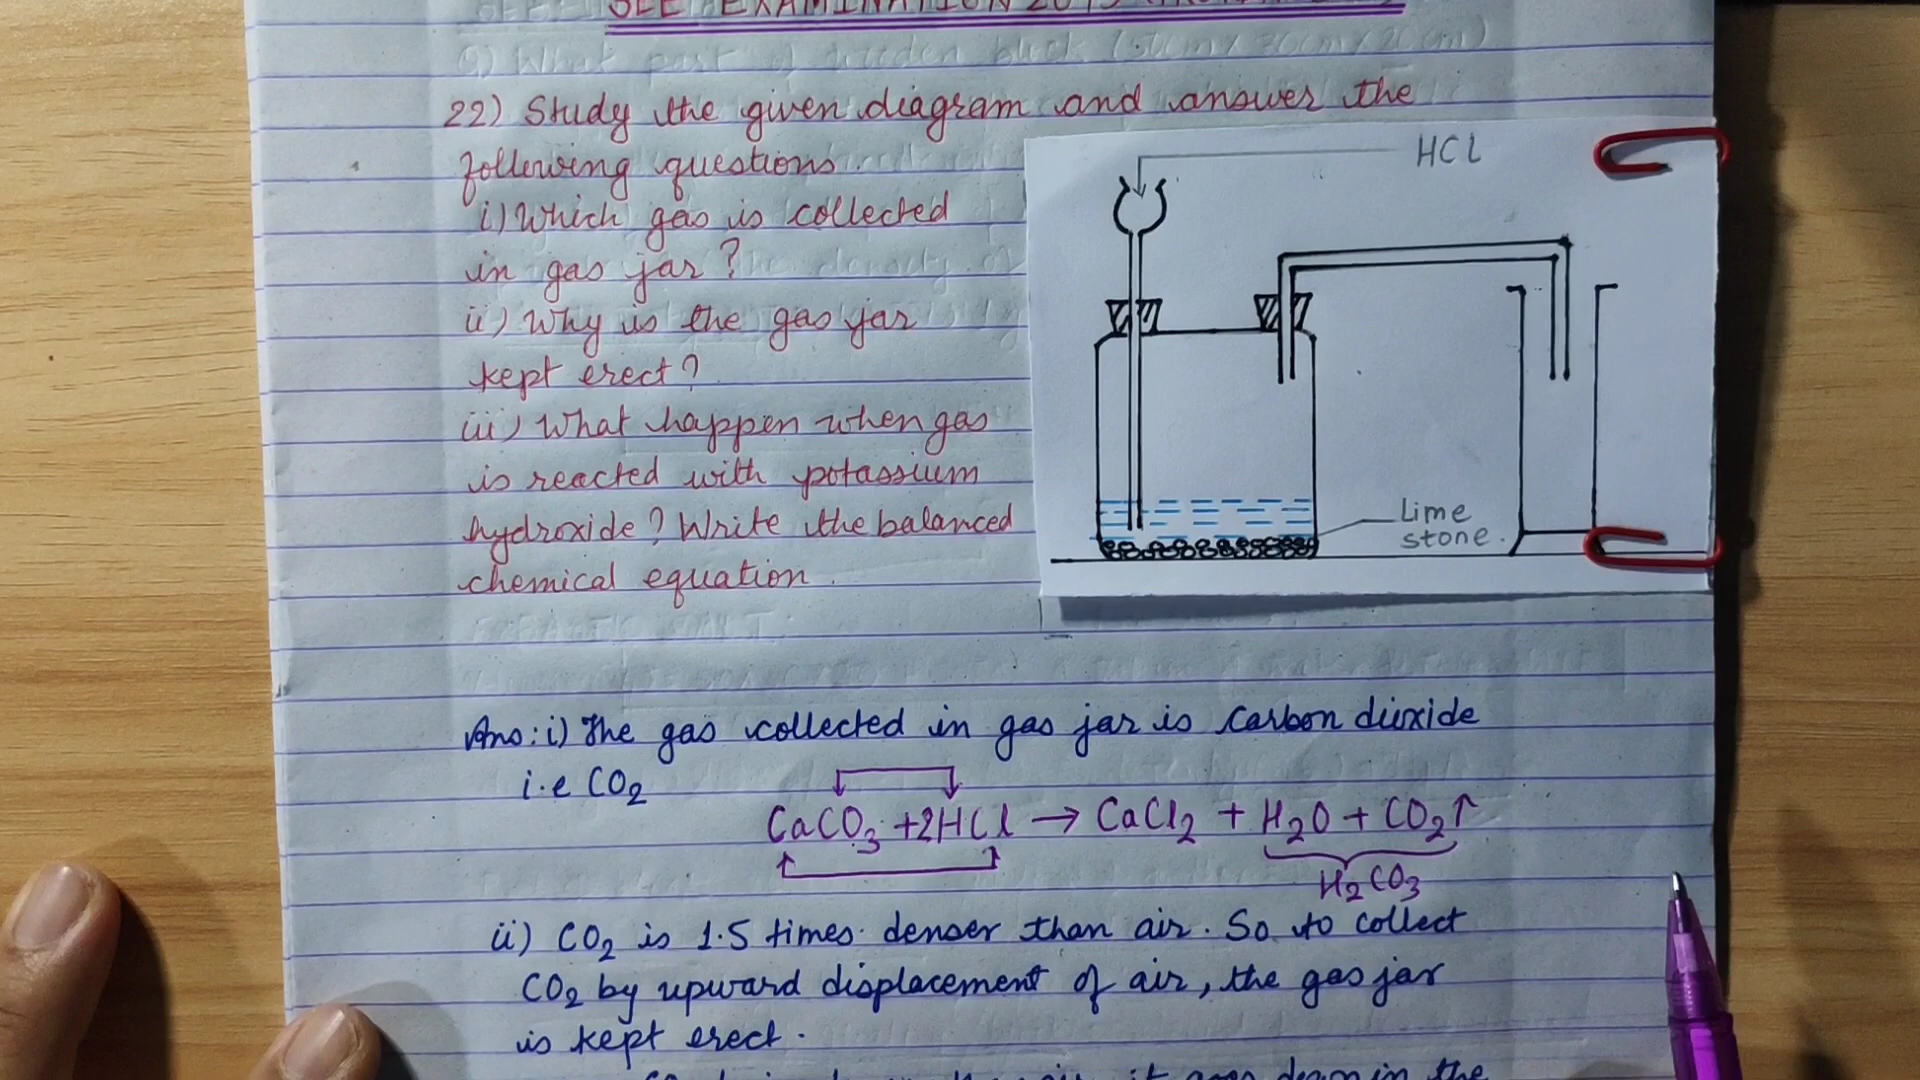 SEE EXAMINATION
22) Study the given diagram and answer the
following questions.
i) Which gas is collected
in gas jar?
ii) Why is the gas jar
kept erect?
iii) What happen when gas
is reacted with potassium
hydroxide? Write the balanced
chemical equation.
HCl
Lime
stone.
Ans: i) The gas collected in gas jar is carbon dioxide
i.e CO₂
CaCO₃ + 2HCl → CaCl₂ + H₂O + CO₂↑
H₂CO₃
ii) CO₂ is 1.5 times denser than air. So to collect
CO₂ by upward displacement of air, the gas jar
is kept erect.